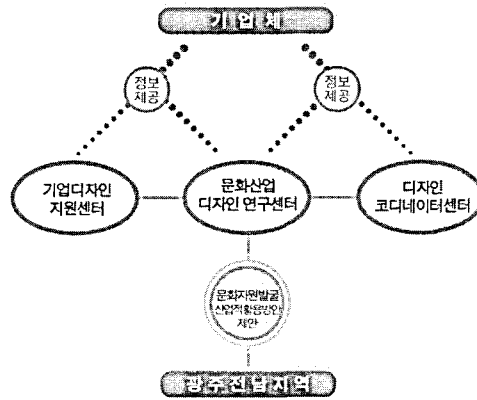 기업체
정보
제공
정보
제공
기업디자인
지원센터
문화산업
디자인 연구센터
디자인
코디네이터센터
문화자원발굴
산업적활용방안
제안
광주전남지역